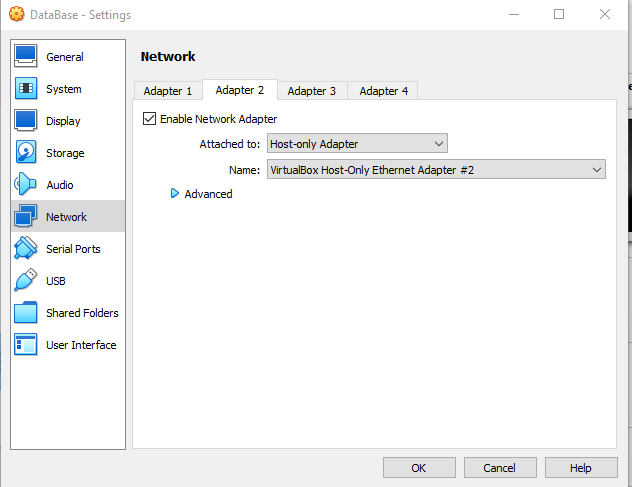 DataBase - Settings
General
System
Display
Storage
Audio
Network
Serial Ports
USB
Shared Folders
User Interface
Network
Adapter 1 Adapter 2 Adapter 3 Adapter 4
Enable Network Adapter
Attached to: Host-only Adapter
Name: VirtualBox Host-Only Ethernet Adapter #2
Advanced
OK Cancel Help